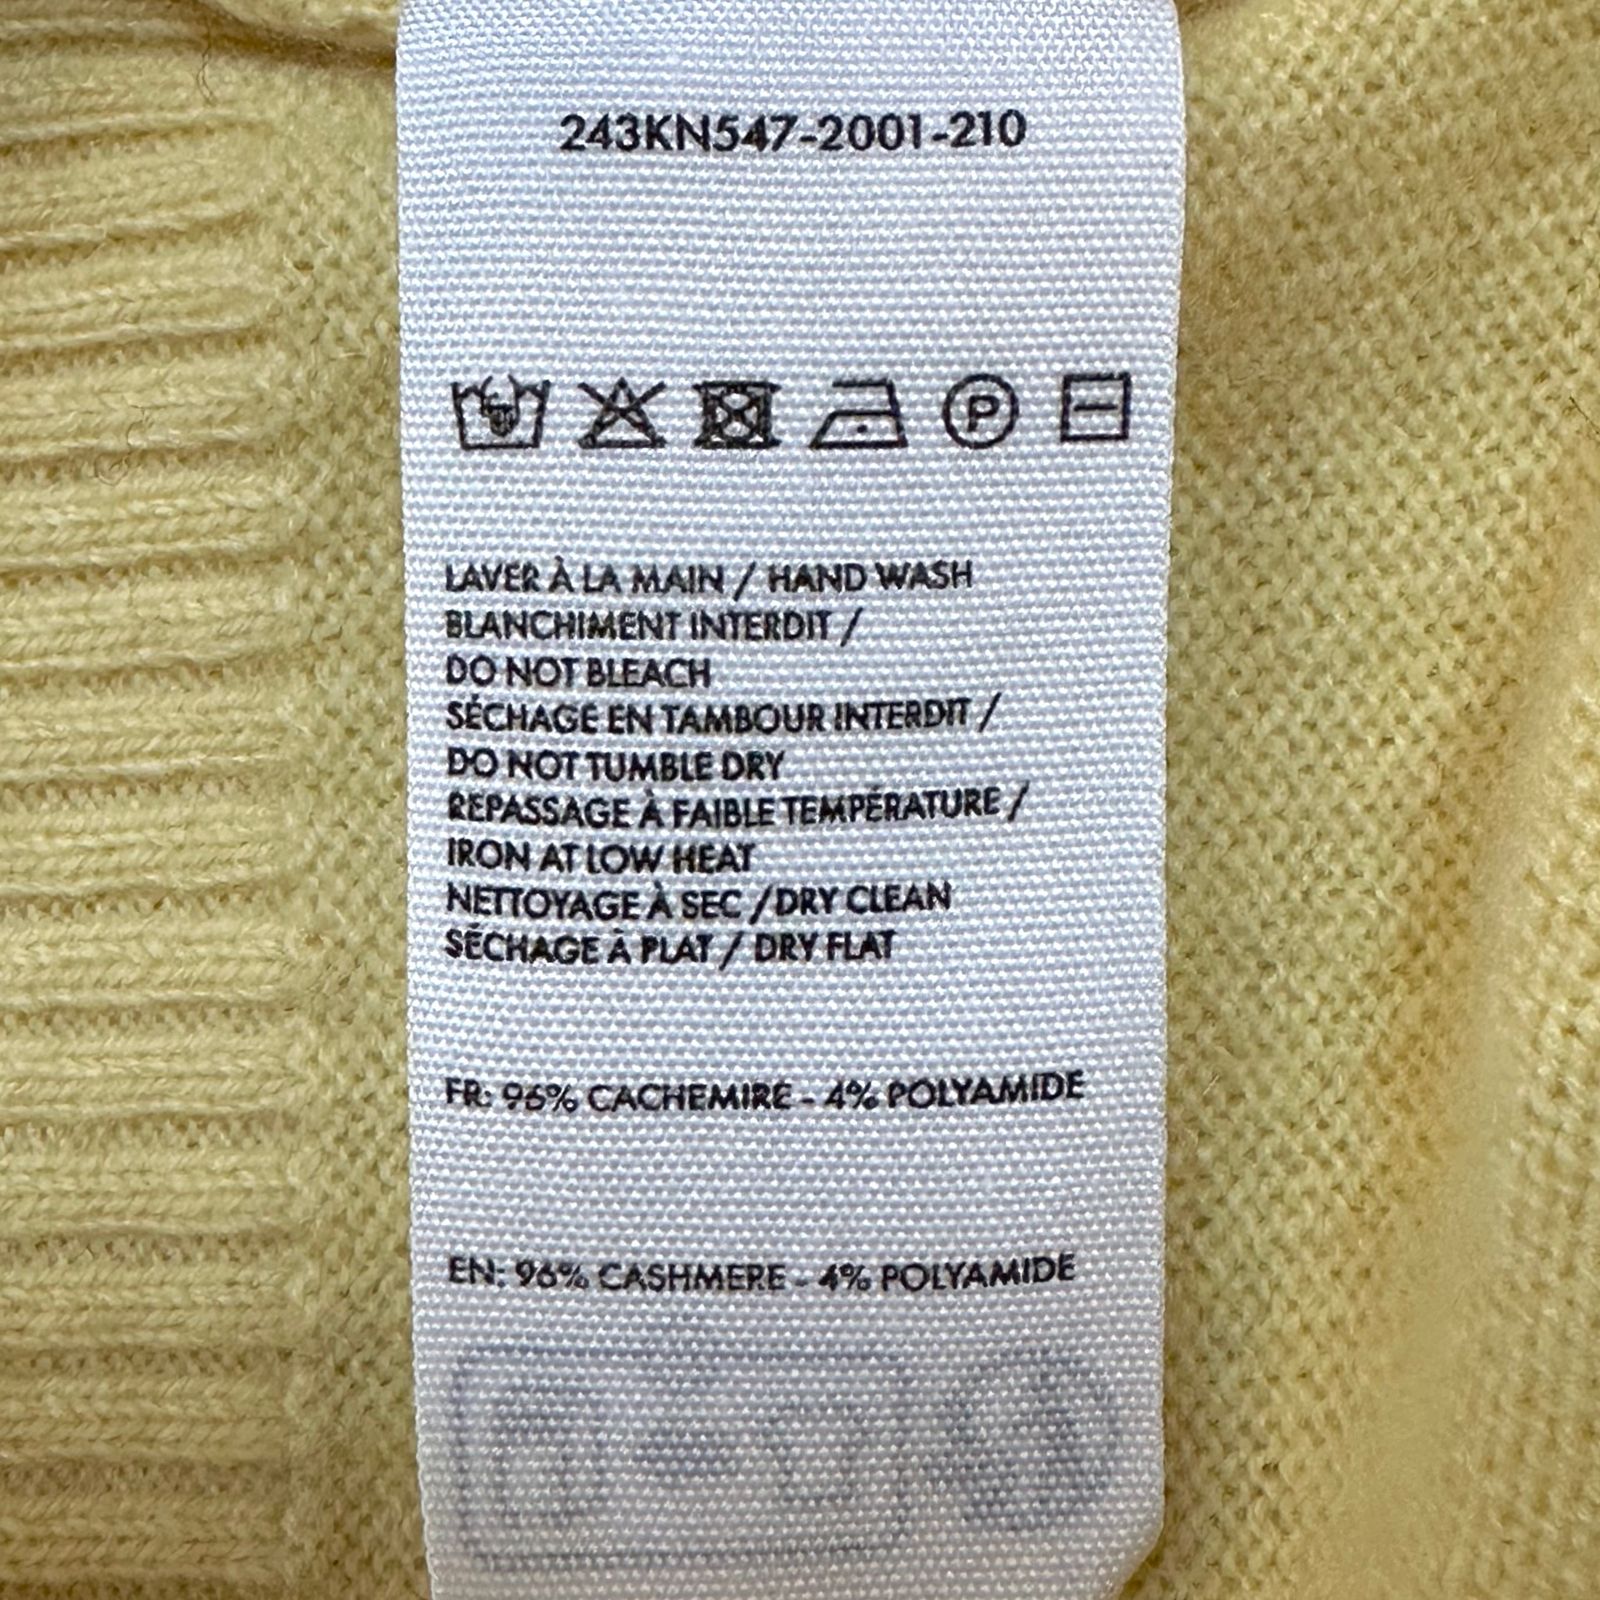 243KN547-2001-210
P
LAVER À LA MAIN / HAND WASH
BLANCHIMENT INTERDIT /
DO NOT BLEACH
SÉCHAGE EN TAMBOUR INTERDIT /
DO NOT TUMBLE DRY
REPASSAGE À FAIBLE TEMPÉRATURE /
IRON AT LOW HEAT
NETTOYAGE À SEC / DRY CLEAN
SÉCHAGE À PLAT / DRY FLAT
FR: 96% CACHEMIRE - 4% POLYAMIDE
EN: 96% CASHMERE - 4% POLYAMIDE